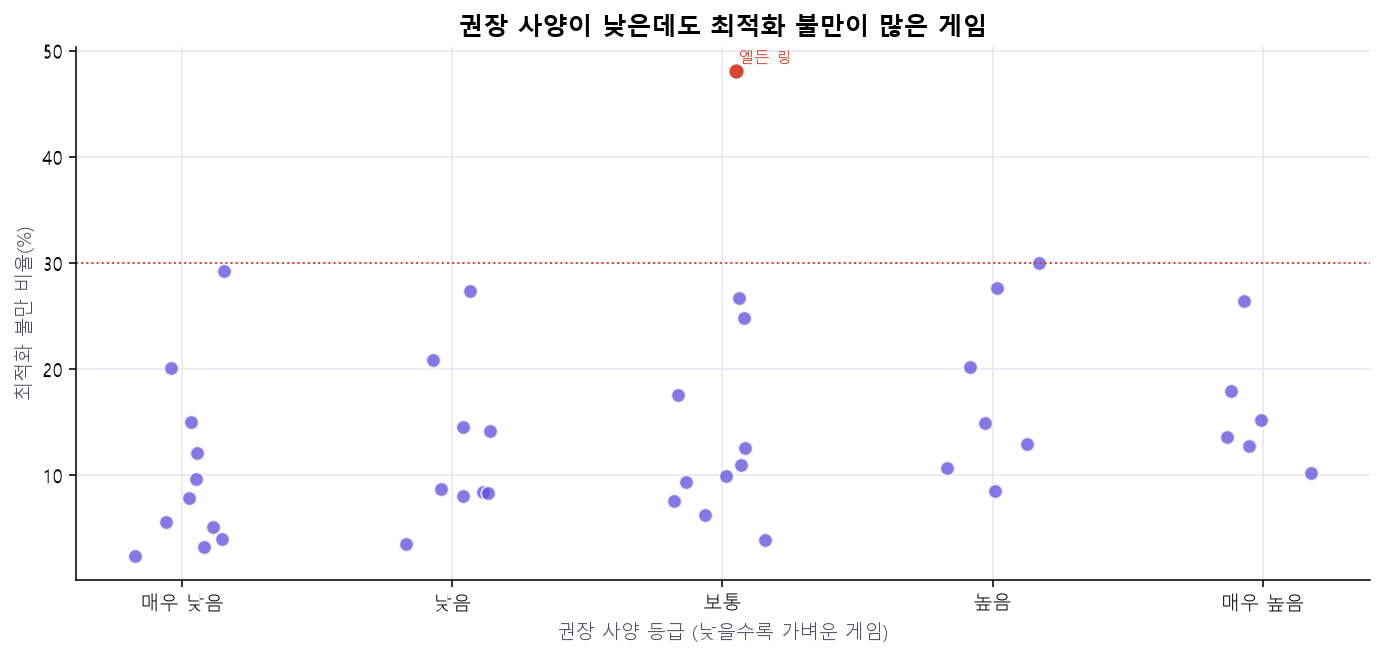 권장 사양이 낮은데도 최적화 불만이 많은 게임
엘든 링
최적화 불만 비율(%)
50
40
30
20
10
매우 낮음
낮음
보통
높음
매우 높음
권장 사양 등급 (낮을수록 가벼운 게임)